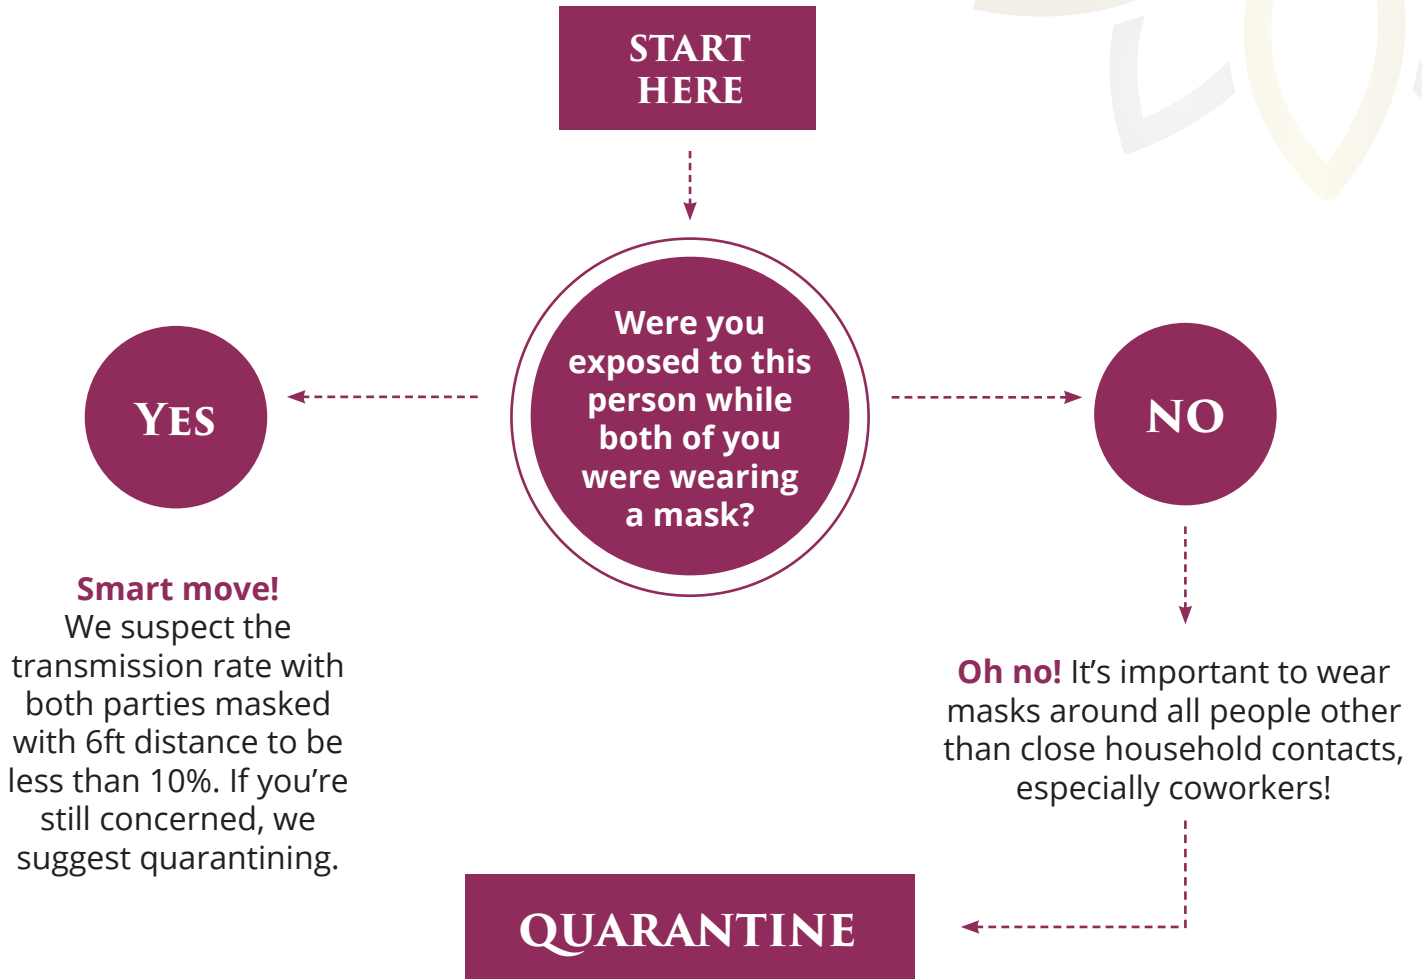 START
HERE
Were you
exposed to this
person while
both of you
were wearing
a mask?
YES
NO
Smart move!
We suspect the
transmission rate with
both parties masked
with 6ft distance to be
less than 10%. If you’re
still concerned, we
suggest quarantining.
Oh no! It’s important to wear
masks around all people other
than close household contacts,
especially coworkers!
QUARANTINE